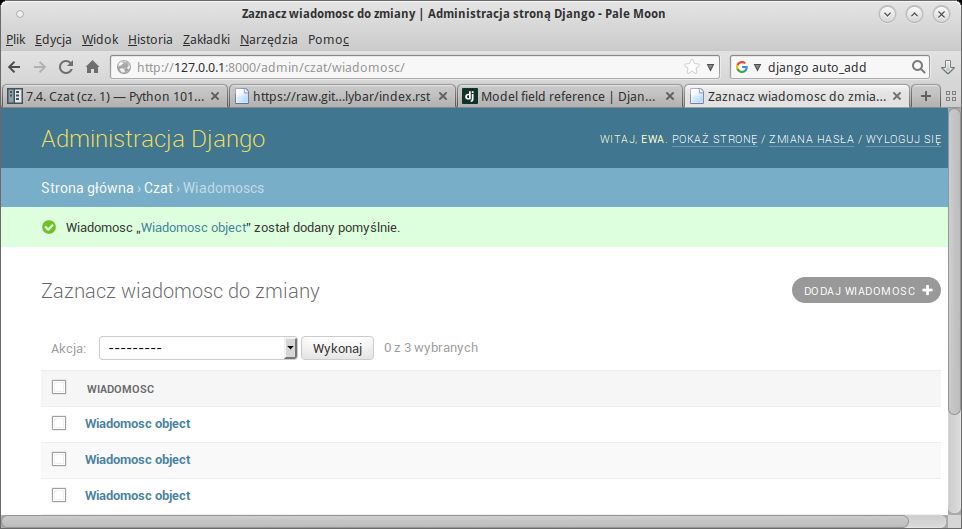 Zaznacz wiadomosc do zmiany | Administracja stroną Django - Pale Moon
Plik Edycja Widok Historia Zakładki Narzędzia Pomoc
http://127.0.0.1:8000/admin/czat/wiadomosc/ django auto_add
7.4. Czat (cz. 1) — Python 101... https://raw.git...lybar/index.rst Model field reference | Djan... Zaznacz wiadomosc do zmia...
Administracja Django
WITAJ, EWA. POKAŻ STRONĘ / ZMIANA HASŁA / WYLOGUJ SIĘ
Strona główna › Czat › Wiadomoscs
Wiadomosc „Wiadomosc object” został dodany pomyślnie.
Zaznacz wiadomosc do zmiany
DODAJ WIADOMOSC +
Akcja: --------- Wykonaj 0 z 3 wybranych
WIADOMOSC
Wiadomosc object
Wiadomosc object
Wiadomosc object